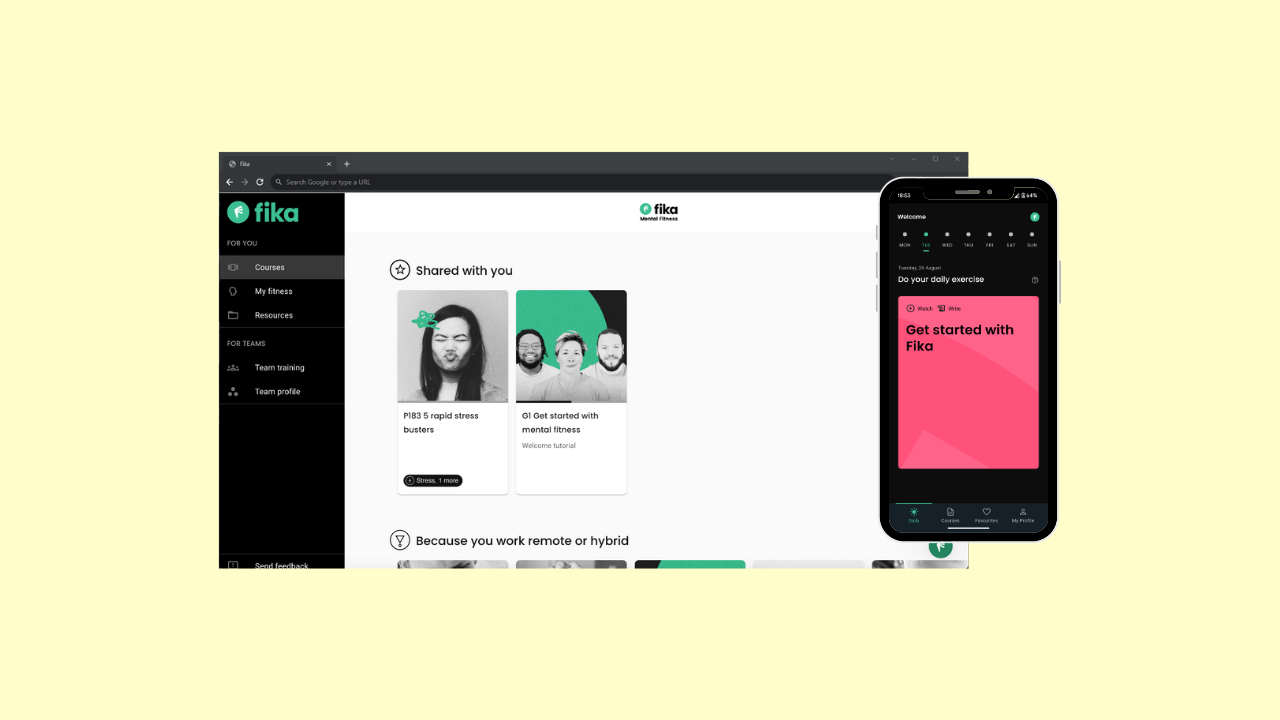 Fika
Search Google or type a URL
fika
FOR YOU
Courses
My fitness
Resources
FOR TEAMS
Team training
Team profile
Send feedback
fika
Mental Fitness
Shared with you
P183 5 rapid stress
busters
Stress, 1 more
G1 Get started with
mental fitness
Welcome tutorial
Because you work remote or hybrid
18:53
64%
Welcome
MON TUE WED THU FRI SAT SUN
Tuesday, 29 August
Do your daily exercise
Watch Write
Get started with
Fika
Daily Courses Favourites My Profile